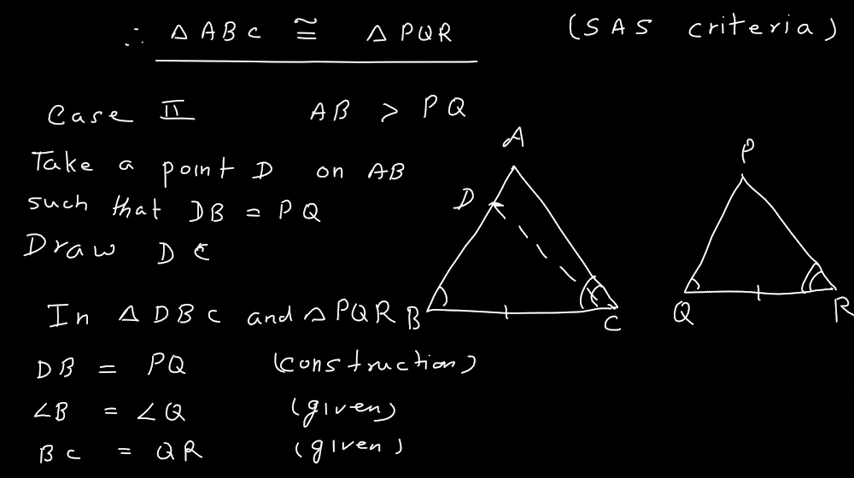 ∴ △ ABC ≅ △ PQR (SAS criteria)
Case II AB > PQ
Take a point D on AB
such that DB = PQ
Draw DC
In △ DBC and △ PQR
DB = PQ (construction)
∠B = ∠Q (given)
BC = QR (given)
A
D
B
C
P
Q
R